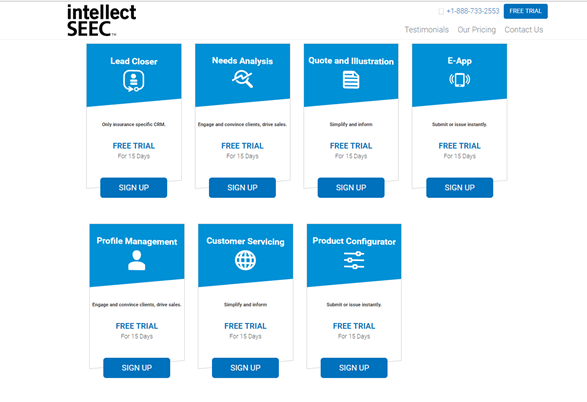 intellect
SEEC™
+1-888-733-2553
FREE TRIAL
Testimonials Our Pricing Contact Us
Lead Closer
Only insurance specific CRM.
FREE TRIAL
For 15 Days
SIGN UP
Needs Analysis
Engage and convince clients, drive sales.
FREE TRIAL
For 15 Days
SIGN UP
Quote and Illustration
Simplify and inform
FREE TRIAL
For 15 Days
SIGN UP
E-App
Submit or issue instantly.
FREE TRIAL
For 15 Days
SIGN UP
Profile Management
Engage and convince clients, drive sales.
FREE TRIAL
For 15 Days
SIGN UP
Customer Servicing
Simplify and inform
FREE TRIAL
For 15 Days
SIGN UP
Product Configurator
Submit or issue instantly.
FREE TRIAL
For 15 Days
SIGN UP